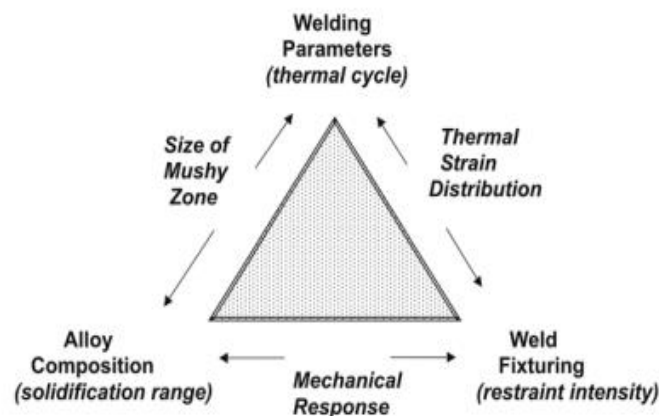 Welding
Parameters
(thermal cycle)
Size of
Mushy
Zone
Thermal
Strain
Distribution
Alloy
Composition
(solidification range)
Mechanical
Response
Weld
Fixturing
(restraint intensity)